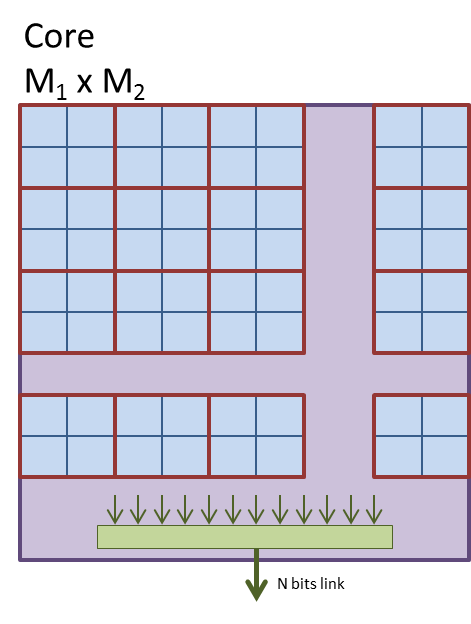 Core
M₁ x M₂
N bits link